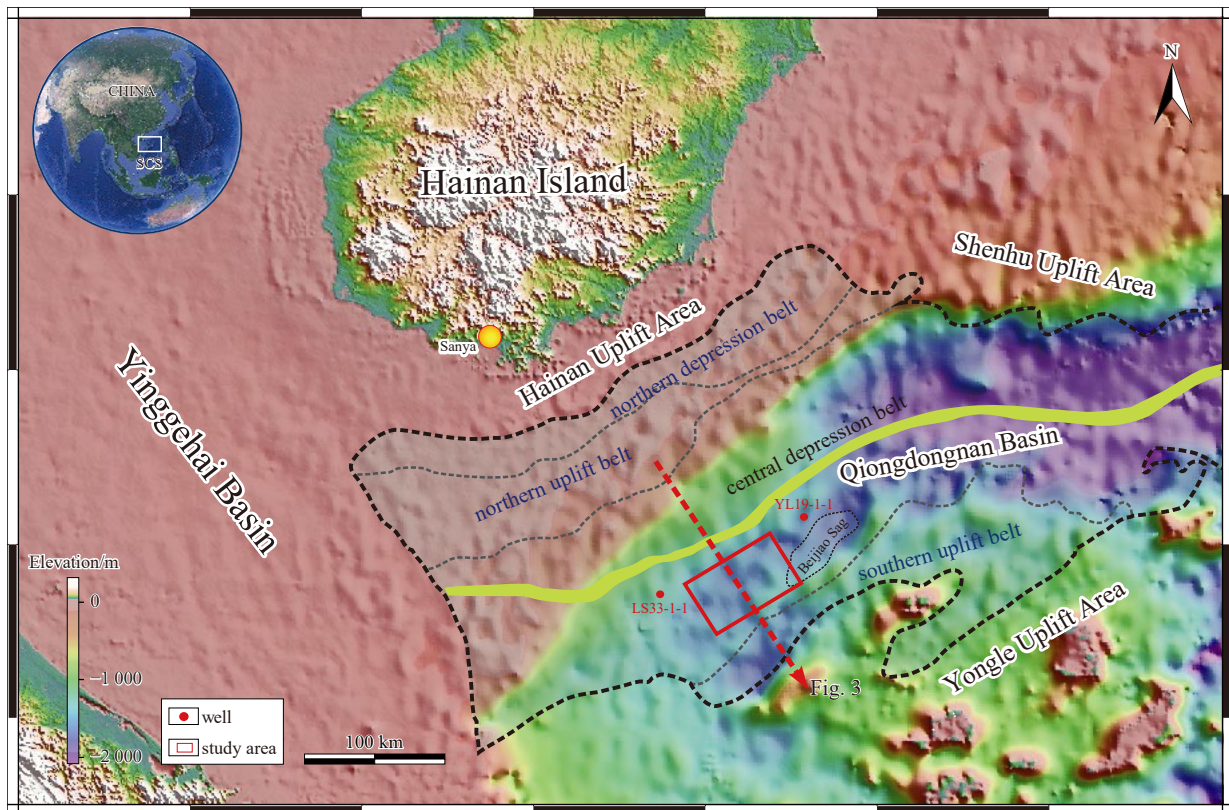 CHINA
SCS
N
Hainan Island
Shenhu Uplift Area
Sanya
Hainan Uplift Area
northern depression belt
Yinggehai Basin
northern uplift belt
central depression belt
Qiongdongnan Basin
YL19-1-1
Beijiao Sag
southern uplift belt
LS33-1-1
Yongle Uplift Area
Fig. 3
Elevation/m
0
−1 000
−2 000
well
study area
100 km